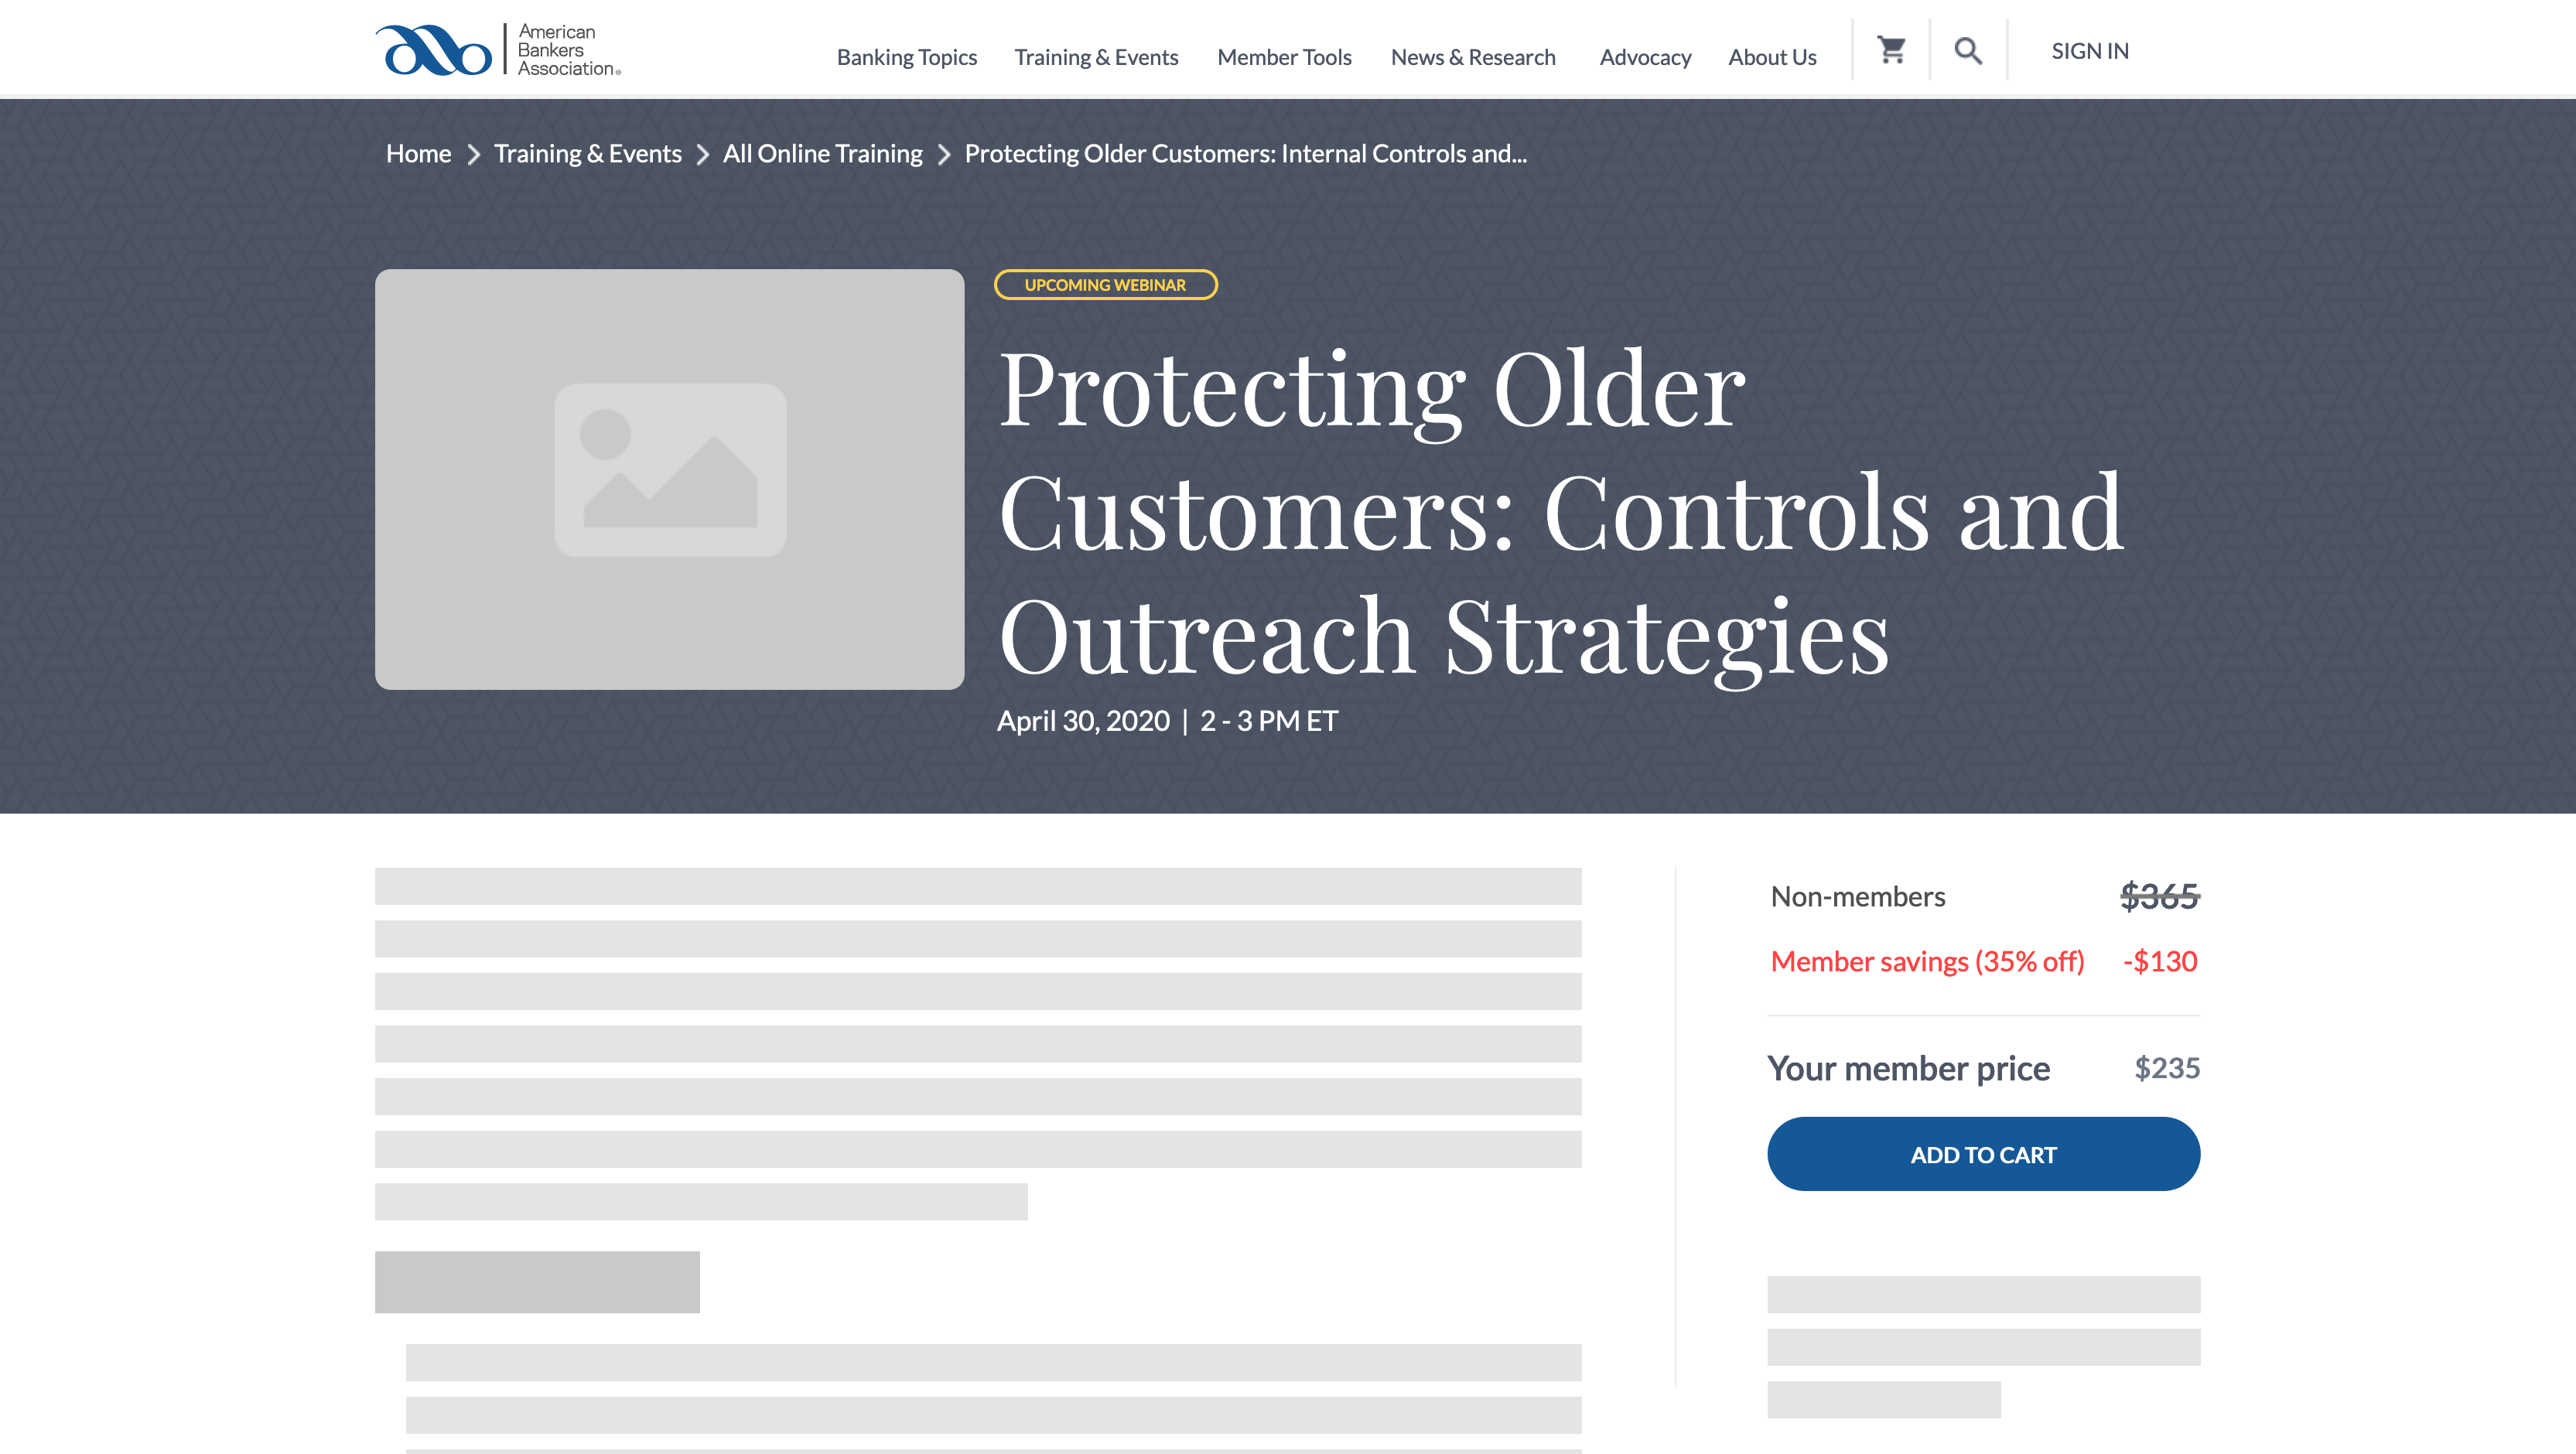 American
Bankers
Association®
Banking Topics Training & Events Member Tools News & Research Advocacy About Us SIGN IN
Home Training & Events All Online Training Protecting Older Customers: Internal Controls and...
UPCOMING WEBINAR
Protecting Older
Customers: Controls and
Outreach Strategies
April 30, 2020 | 2 - 3 PM ET
Non-members $365
Member savings (35% off) -$130
Your member price $235
ADD TO CART